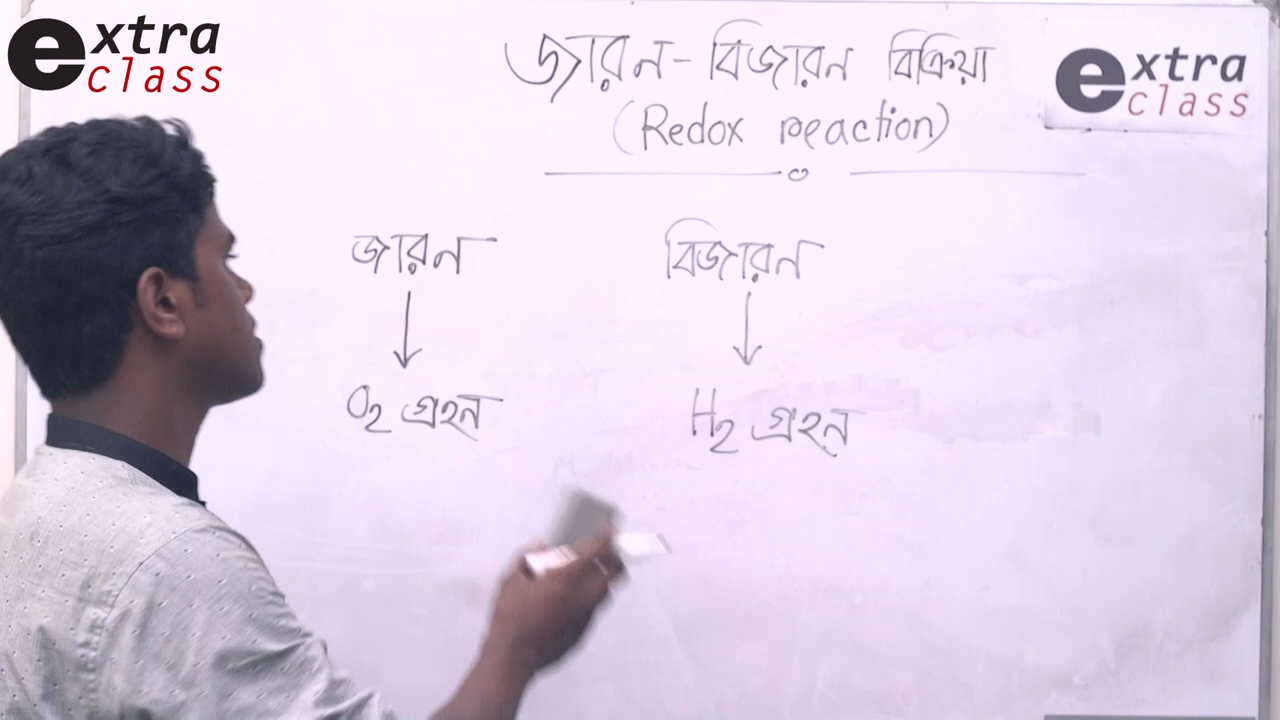 extra
class
জারন-বিজারন বিক্রিয়া
(Redox reaction)
extra
class
জারন
বিজারন
O₂ গ্রহন
H₂ গ্রহন